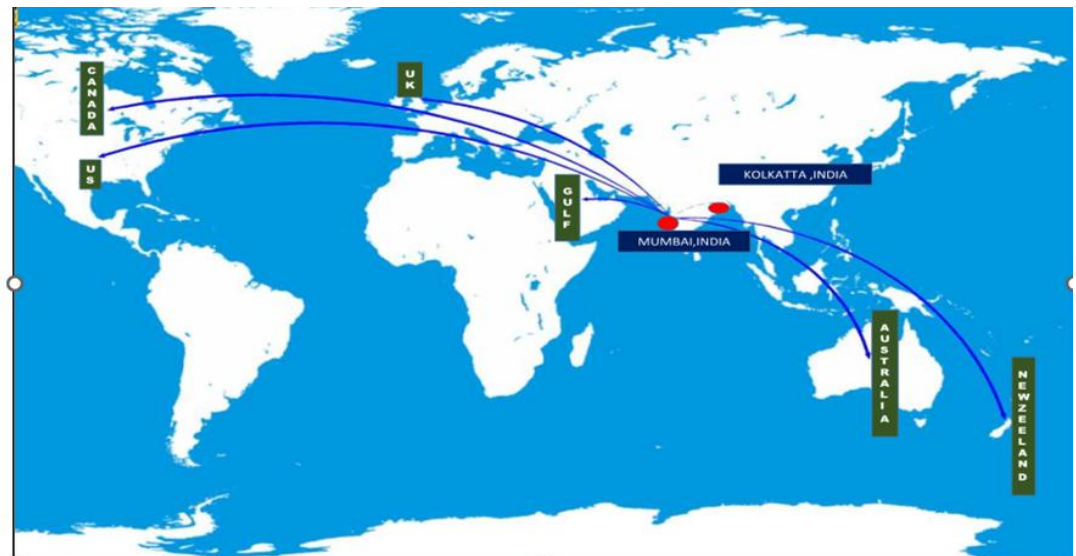 CANADA
UK
US
GULF
KOLKATTA ,INDIA
MUMBAI,INDIA
AUSTRALIA
NEWZEELAND